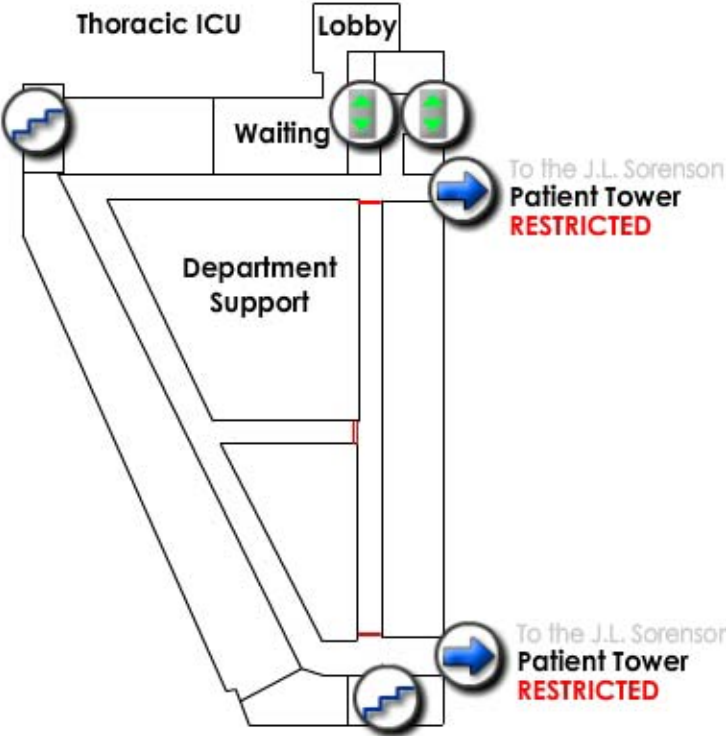 Thoracic ICU
Lobby
Waiting
To the J.L. Sorenson
Patient Tower
RESTRICTED
Department
Support
To the J.L. Sorenson
Patient Tower
RESTRICTED